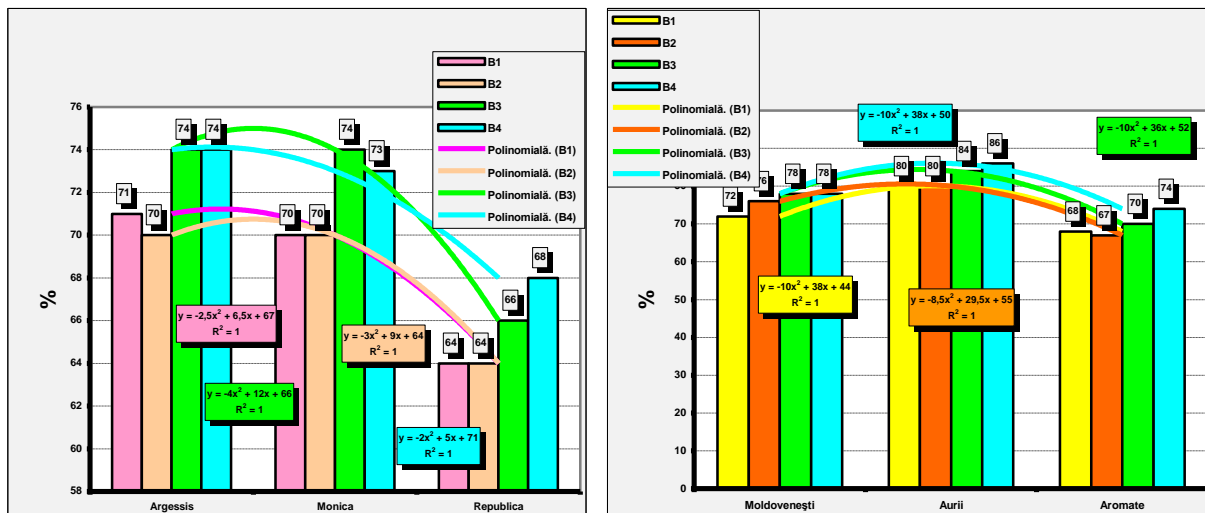 B1
B2
B3
B4
Polinomială. (B1)
Polinomială. (B2)
Polinomială. (B3)
Polinomială. (B4)
%
76
74
72
70
68
66
64
62
60
58
71
70
74
74
70
70
74
73
64
64
66
68
y = -2,5x² + 6,5x + 67
R² = 1
y = -3x² + 9x + 64
R² = 1
y = -4x² + 12x + 66
R² = 1
y = -2x² + 5x + 71
R² = 1
Argessis
Monica
Republica
B1
B2
B3
B4
Polinomială. (B1)
Polinomială. (B2)
Polinomială. (B3)
Polinomială. (B4)
%
70
60
50
40
30
20
10
0
72
76
78
78
80
80
84
86
68
67
70
74
y = -10x² + 38x + 50
R² = 1
y = -10x² + 36x + 52
R² = 1
y = -10x² + 38x + 44
R² = 1
y = -8,5x² + 29,5x + 55
R² = 1
Moldovenești
Aurii
Aromate